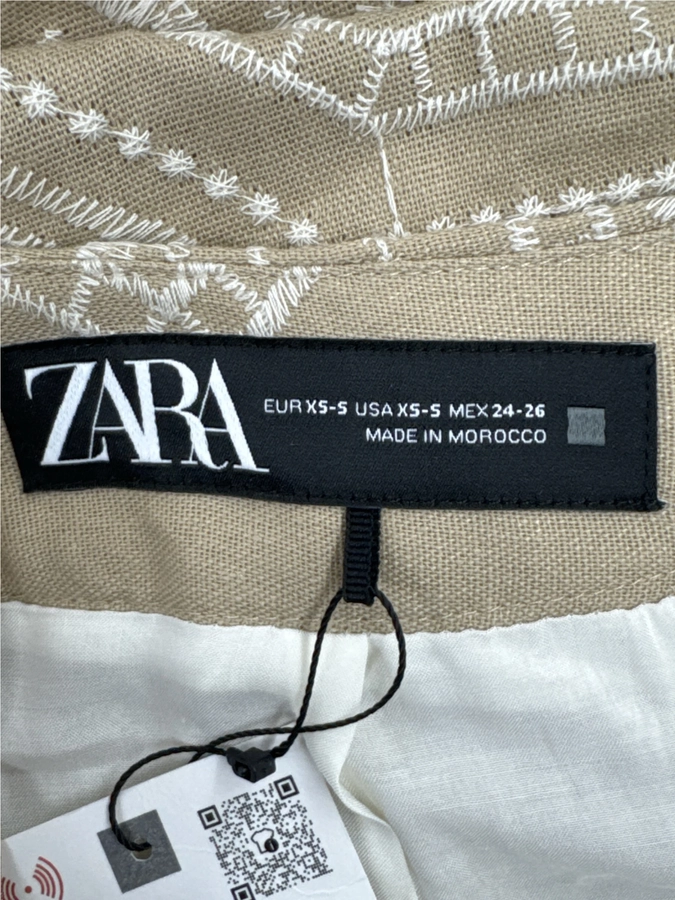 ZARA
EUR XS-S USA XS-S MEX 24-26
MADE IN MOROCCO